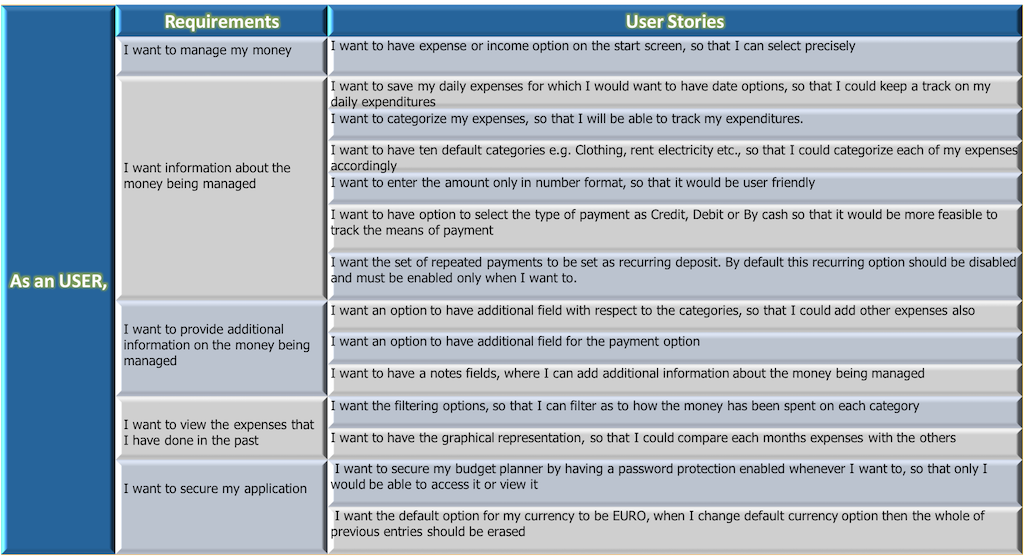 Requirements
User Stories
As an USER,
I want to manage my money
I want to have expense or income option on the start screen, so that I can select precisely
I want information about the
money being managed
I want to save my daily expenses for which I would want to have date options, so that I could keep a track on my
daily expenditures
I want to categorize my expenses, so that I will be able to track my expenditures.
I want to have ten default categories e.g. Clothing, rent electricity etc., so that I could categorize each of my expenses
accordingly
I want to enter the amount only in number format, so that it would be user friendly
I want to have option to select the type of payment as Credit, Debit or By cash so that it would be more feasible to
track the means of payment
I want the set of repeated payments to be set as recurring deposit. By default this recurring option should be disabled
and must be enabled only when I want to.
I want to provide additional
information on the money being
managed
I want an option to have additional field with respect to the categories, so that I could add other expenses also
I want an option to have additional field for the payment option
I want to have a notes fields, where I can add additional information about the money being managed
I want to view the expenses that
I have done in the past
I want the filtering options, so that I can filter as to how the money has been spent on each category
I want to have the graphical representation, so that I could compare each months expenses with the others
I want to secure my application
I want to secure my budget planner by having a password protection enabled whenever I want to, so that only I
would be able to access it or view it
I want the default option for my currency to be EURO, when I change default currency option then the whole of
previous entries should be erased